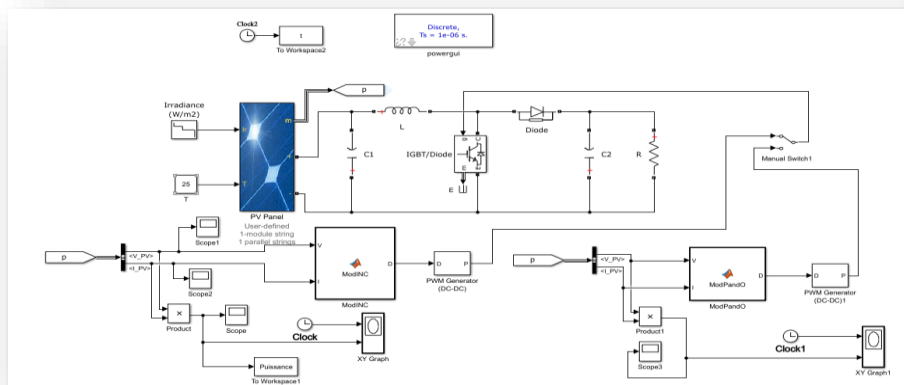 Clock2
t
To Workspace2
Discrete,
Ts = 1e-06 s.
powergui
p
Irradiance
(W/m2)
25
T
m
T
PV Panel
User-defined
1-module string
1 parallel strings
C1
L
IGBT/Diode
C
E
E
Diode
C2
R
Manual Switch1
p
<V_PV>
<I_PV>
Scope1
Scope2
×
Product
Scope
V
I
D
ModINC
ModINC
D
P
PWM Generator
(DC-DC)
Clock
XY Graph
Puissance
To Workspace1
p
<V_PV>
<I_PV>
×
Product1
Scope3
V
I
D
ModPandO
ModPandO
D
P
PWM Generator
(DC-DC)1
Clock1
XY Graph1